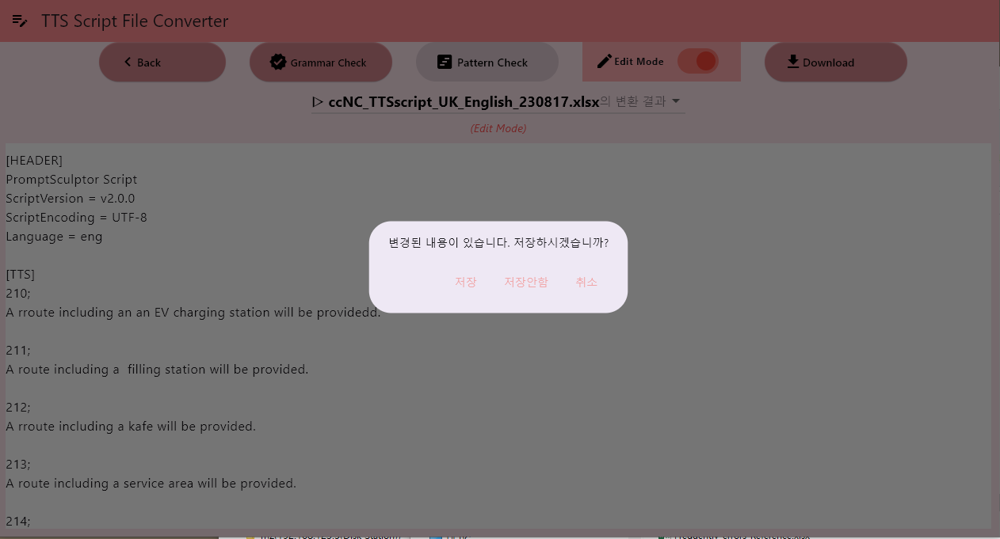 TTS Script File Converter
Back
Grammar Check
Pattern Check
Edit Mode
Download
ccNC_TTSscript_UK_English_230817.xlsx의 변환 결과
(Edit Mode)
[HEADER]
PromptSculptor Script
ScriptVersion = v2.0.0
ScriptEncoding = UTF-8
Language = eng
변경된 내용이 있습니다. 저장하시겠습니까?
저장 저장안함 취소
[TTS]
210;
A rroute including an an EV charging station will be providedd.
211;
A route including a  filling station will be provided.
212;
A rroute including a kafe will be provided.
213;
A route including a service area will be provided.
214;